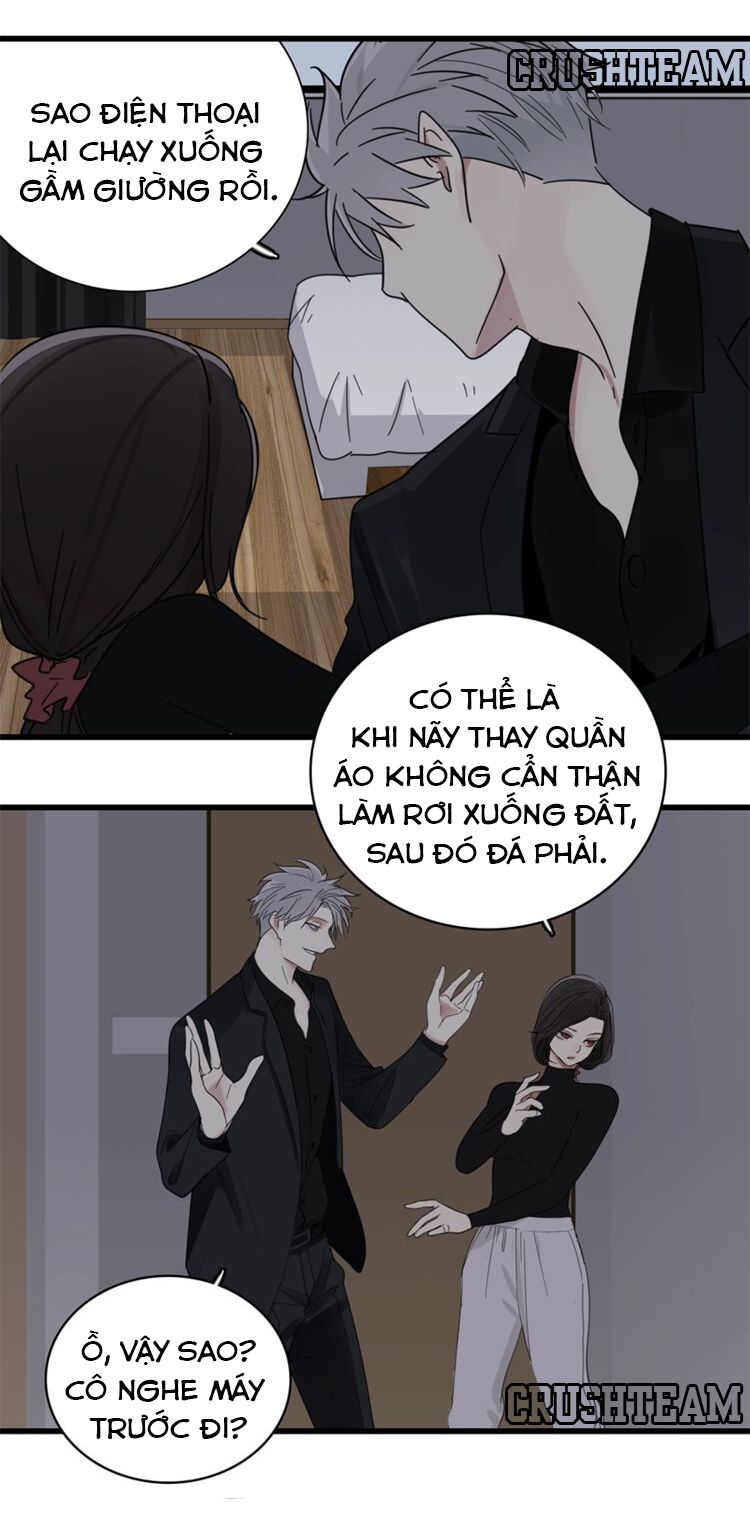 CRUSHTEAM
SAO ĐIỆN THOẠI
LẠI CHẠY XUỐNG
GẦM GIƯỜNG RỒI.
CÓ THỂ LÀ
KHI NÃY THAY QUẦN
ÁO KHÔNG CẨN THẬN
LÀM RƠI XUỐNG ĐẤT,
SAU ĐÓ ĐÁ PHẢI.
Ồ, VẬY SAO?
CÔ NGHE MÁY
TRƯỚC ĐI?
CRUSHTEAM